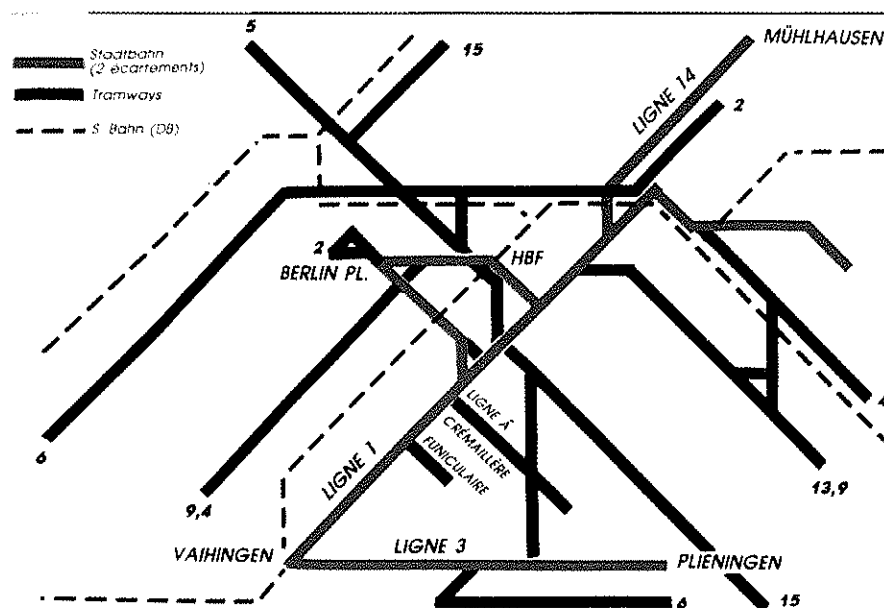 Stadtbahn
(2 écartements)
Tramways
S. Bahn (DB)
5
15
MÜHLHAUSEN
LIGNE 14
2
2
BERLIN PL.
HBF
6
9,4
LIGNE 1
LIGNE A
CRÉMAILLÈRE
FUNICULAIRE
13,9
VAIHINGEN
LIGNE 3
PLIENINGEN
6
15